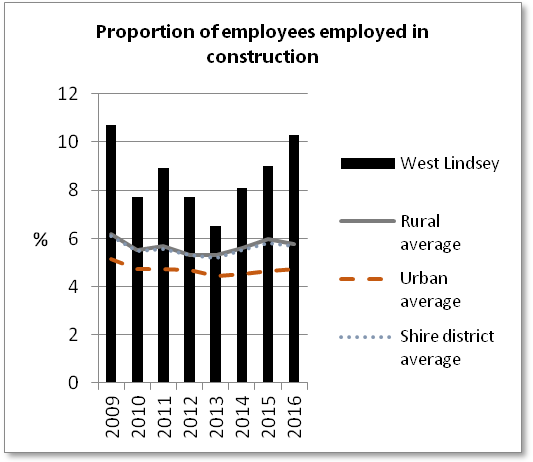 Proportion of employees employed in
construction
12
10
8
6
4
2
0
%
2009
2010
2011
2012
2013
2014
2015
2016
West Lindsey
Rural
average
Urban
average
Shire district
average